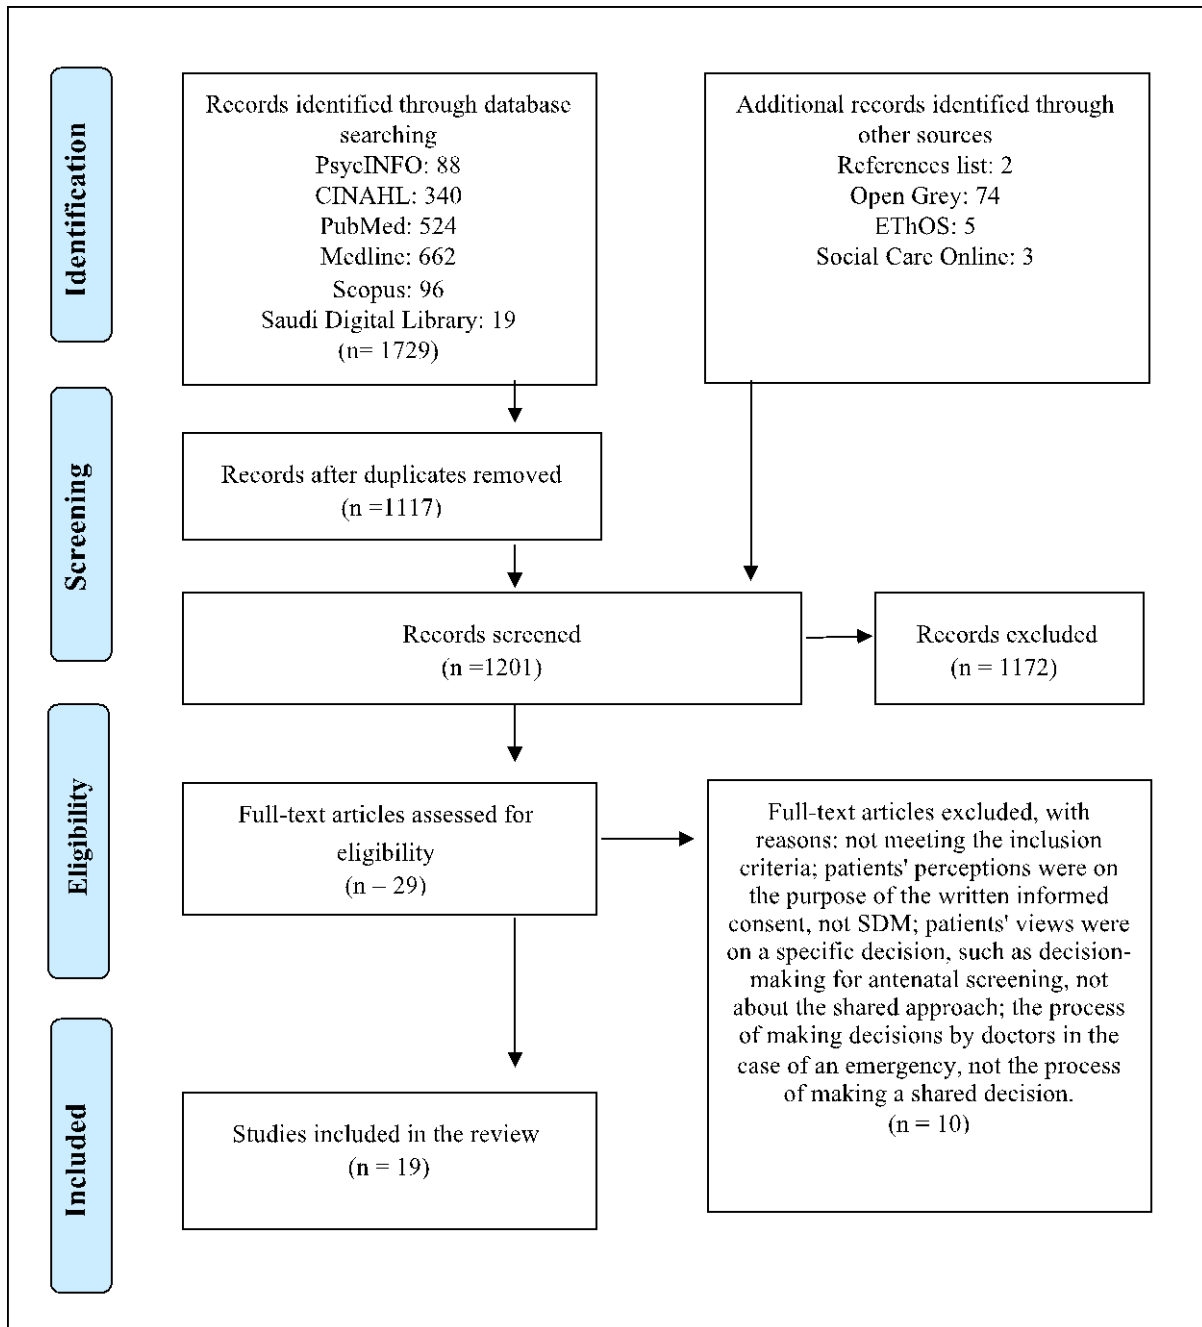 Identification
Records identified through database
searching
PsycINFO: 88
CINAHL: 340
PubMed: 524
Medline: 662
Scopus: 96
Saudi Digital Library: 19
(n= 1729)
Additional records identified through
other sources
References list: 2
Open Grey: 74
EThOS: 5
Social Care Online: 3
Screening
Records after duplicates removed
(n =1117)
Records screened
(n =1201)
Records excluded
(n = 1172)
Eligibility
Full-text articles assessed for
eligibility
(n – 29)
Full-text articles excluded, with
reasons: not meeting the inclusion
criteria; patients' perceptions were on
the purpose of the written informed
consent, not SDM; patients' views were
on a specific decision, such as decision-
making for antenatal screening, not
about the shared approach; the process
of making decisions by doctors in the
case of an emergency, not the process
of making a shared decision.
(n = 10)
Included
Studies included in the review
(n = 19)